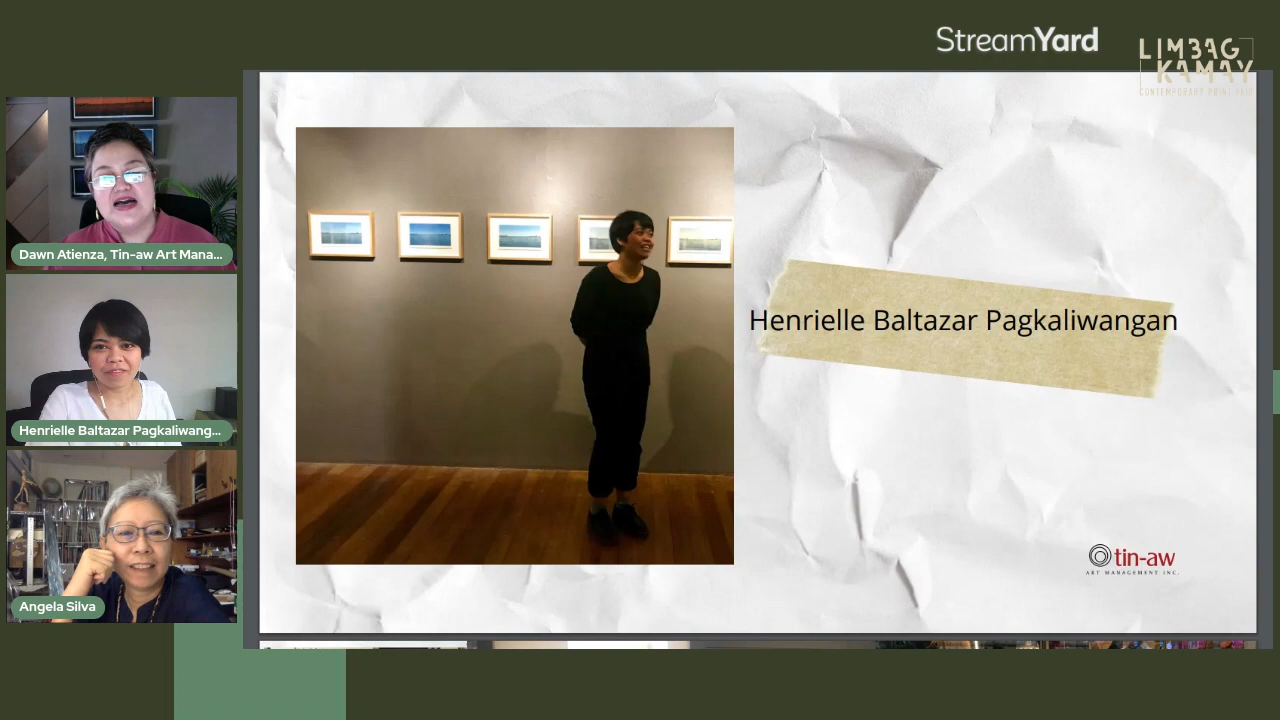 StreamYard
LIMBAG
KAMAY
CONTEMPORARY PRINT FAIR
Dawn Atienza, Tin-aw Art Mana...
Henrielle Baltazar Pagkaliwang...
Angela Silva
Henrielle Baltazar Pagkaliwangan
tin-aw
ART MANAGEMENT INC.